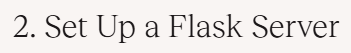 2. Set Up a Flask Server